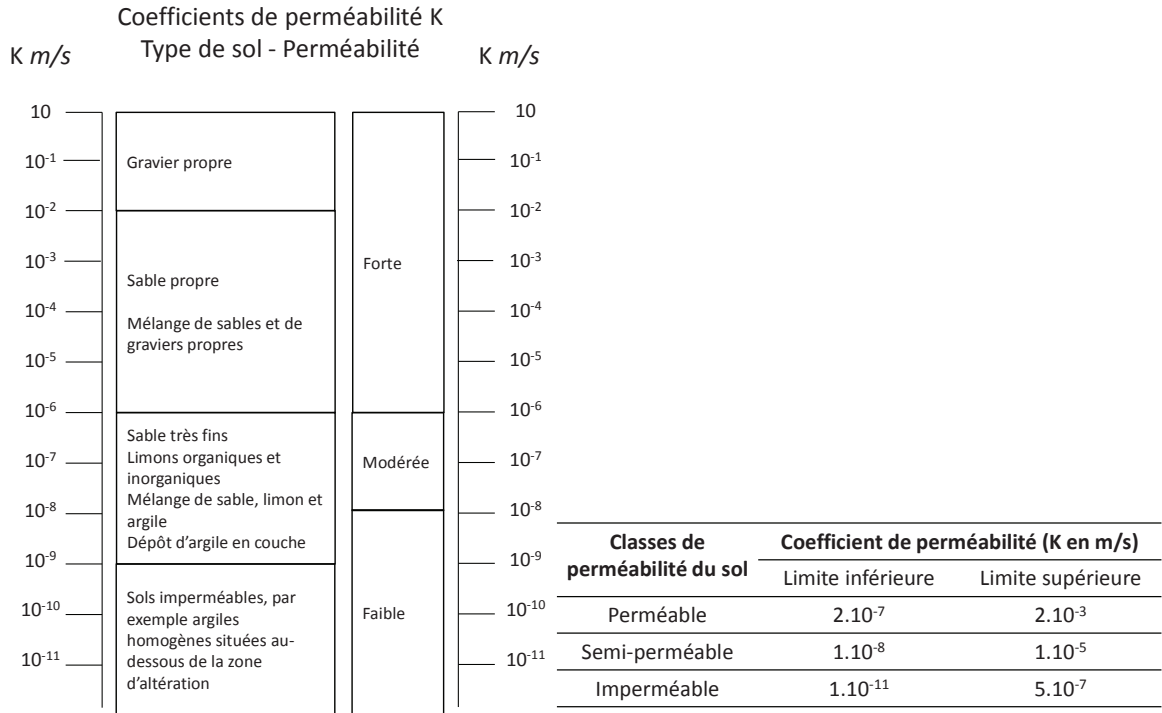 Coefficients de perméabilité K
Type de sol - Perméabilité
K m/s
K m/s
10
10⁻¹
10⁻²
10⁻³
10⁻⁴
10⁻⁵
10⁻⁶
10⁻⁷
10⁻⁸
10⁻⁹
10⁻¹⁰
10⁻¹¹
Gravier propre
Sable propre
Mélange de sables et de
graviers propres
Sable très fins
Limons organiques et
inorganiques
Mélange de sable, limon et
argile
Dépôt d'argile en couche
Sols imperméables, par
exemple argiles
homogènes situées au-
dessous de la zone
d'altération
Forte
Modérée
Faible
10
10⁻¹
10⁻²
10⁻³
10⁻⁴
10⁻⁵
10⁻⁶
10⁻⁷
10⁻⁸
10⁻⁹
10⁻¹⁰
10⁻¹¹
Classes de
perméabilité du sol
Coefficient de perméabilité (K en m/s)
Limite inférieure Limite supérieure
Perméable 2.10⁻⁷ 2.10⁻³
Semi-perméable 1.10⁻⁸ 1.10⁻⁵
Imperméable 1.10⁻¹¹ 5.10⁻⁷